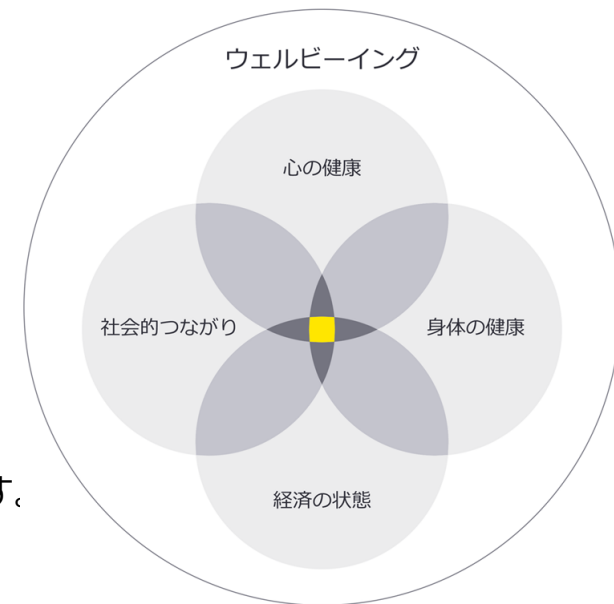 ウェルビーイング
心の健康
社会的つながり
身体の健康
経済の状態
す。